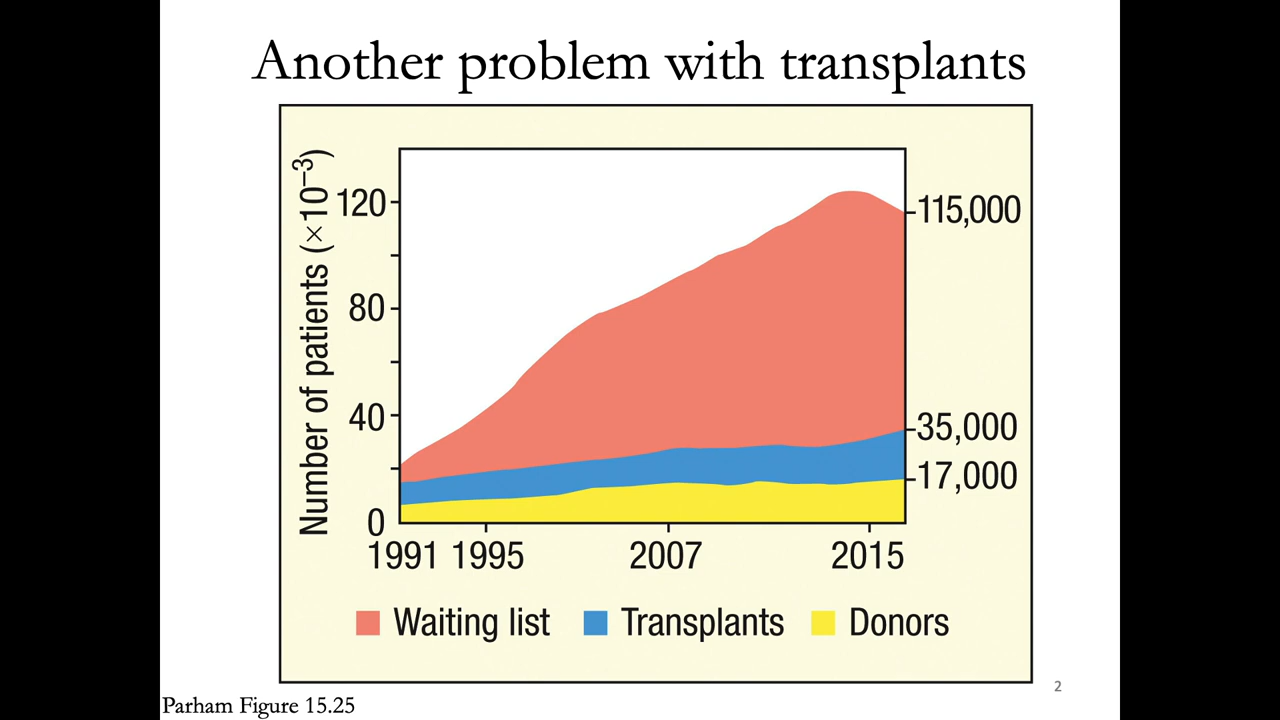 Another problem with transplants
Number of patients (×10⁻³)
120
80
40
0
115,000
35,000
17,000
1991 1995 2007 2015
Waiting list Transplants Donors
Parham Figure 15.25
2